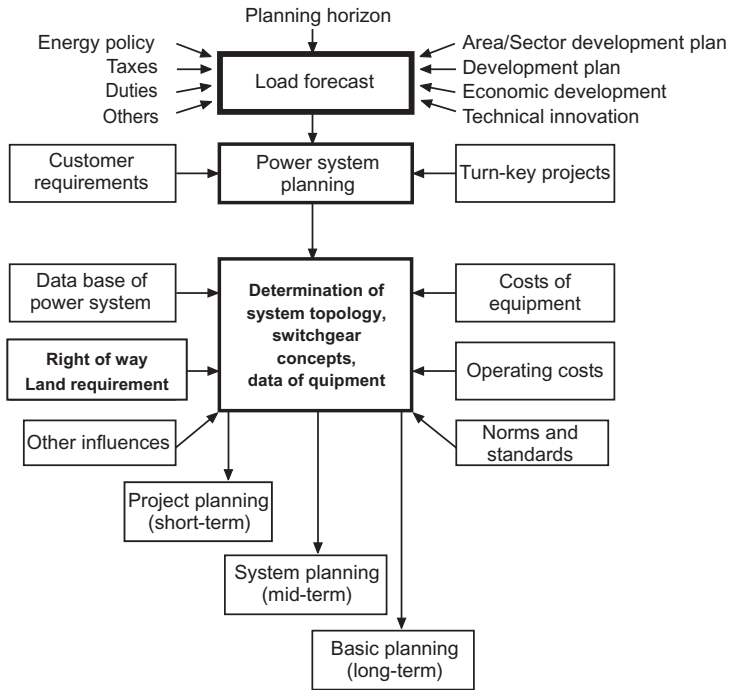 Planning horizon
Energy policy
Taxes
Duties
Others
Load forecast
Area/Sector development plan
Development plan
Economic development
Technical innovation
Customer
requirements
Power system
planning
Turn-key projects
Data base of
power system
Determination of
system topology,
switchgear
concepts,
data of quipment
Costs of
equipment
Right of way
Land requirement
Operating costs
Other influences
Norms and
standards
Project planning
(short-term)
System planning
(mid-term)
Basic planning
(long-term)